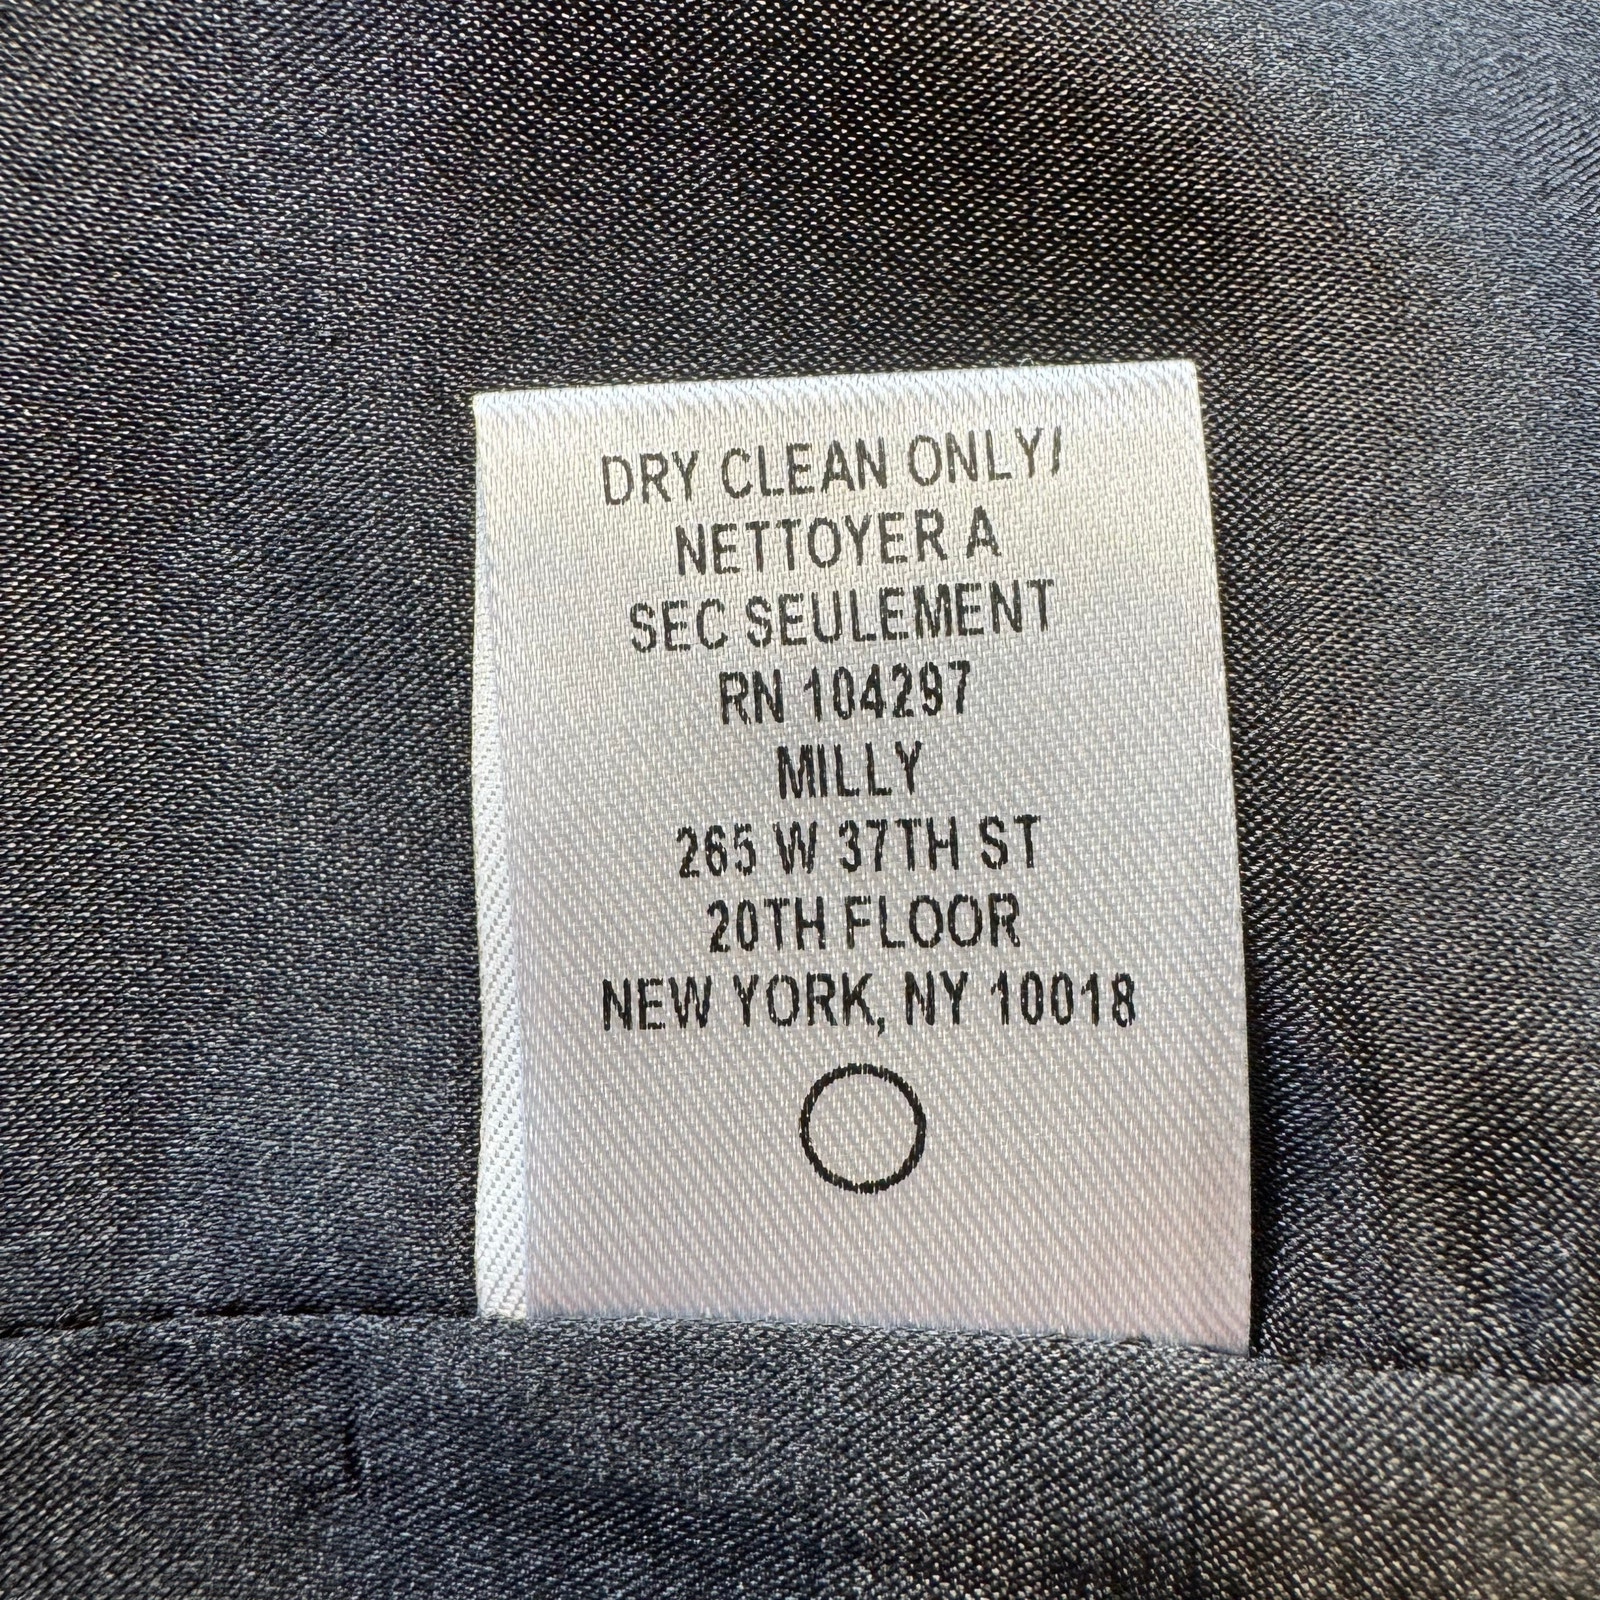 DRY CLEAN ONLY/
NETTOYER A
SEC SEULEMENT
RN 104297
MILLY
265 W 37TH ST
20TH FLOOR
NEW YORK, NY 10018